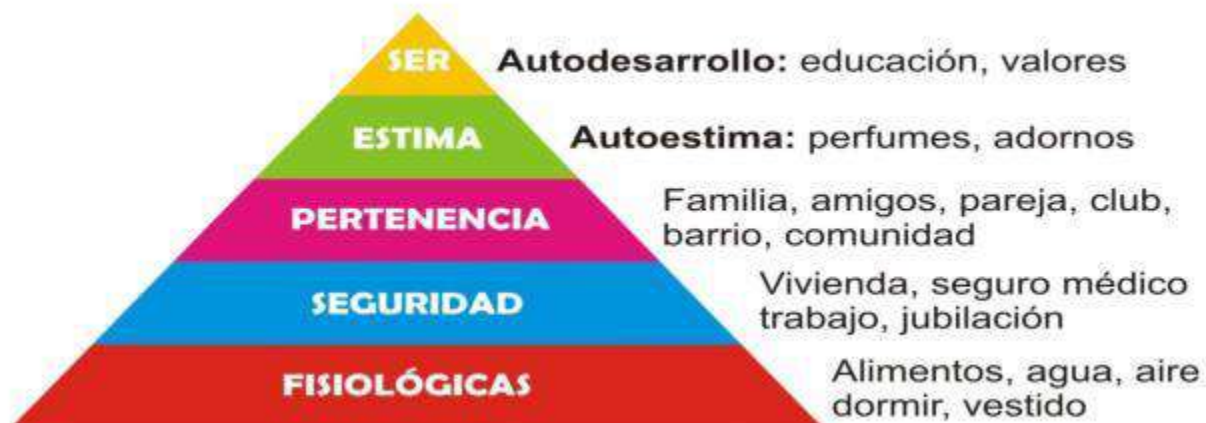 SER
Autodesarrollo: educación, valores
ESTIMA
Autoestima: perfumes, adornos
PERTENENCIA
Familia, amigos, pareja, club,
barrio, comunidad
SEGURIDAD
Vivienda, seguro médico
trabajo, jubilación
FISIOLÓGICAS
Alimentos, agua, aire
dormir, vestido